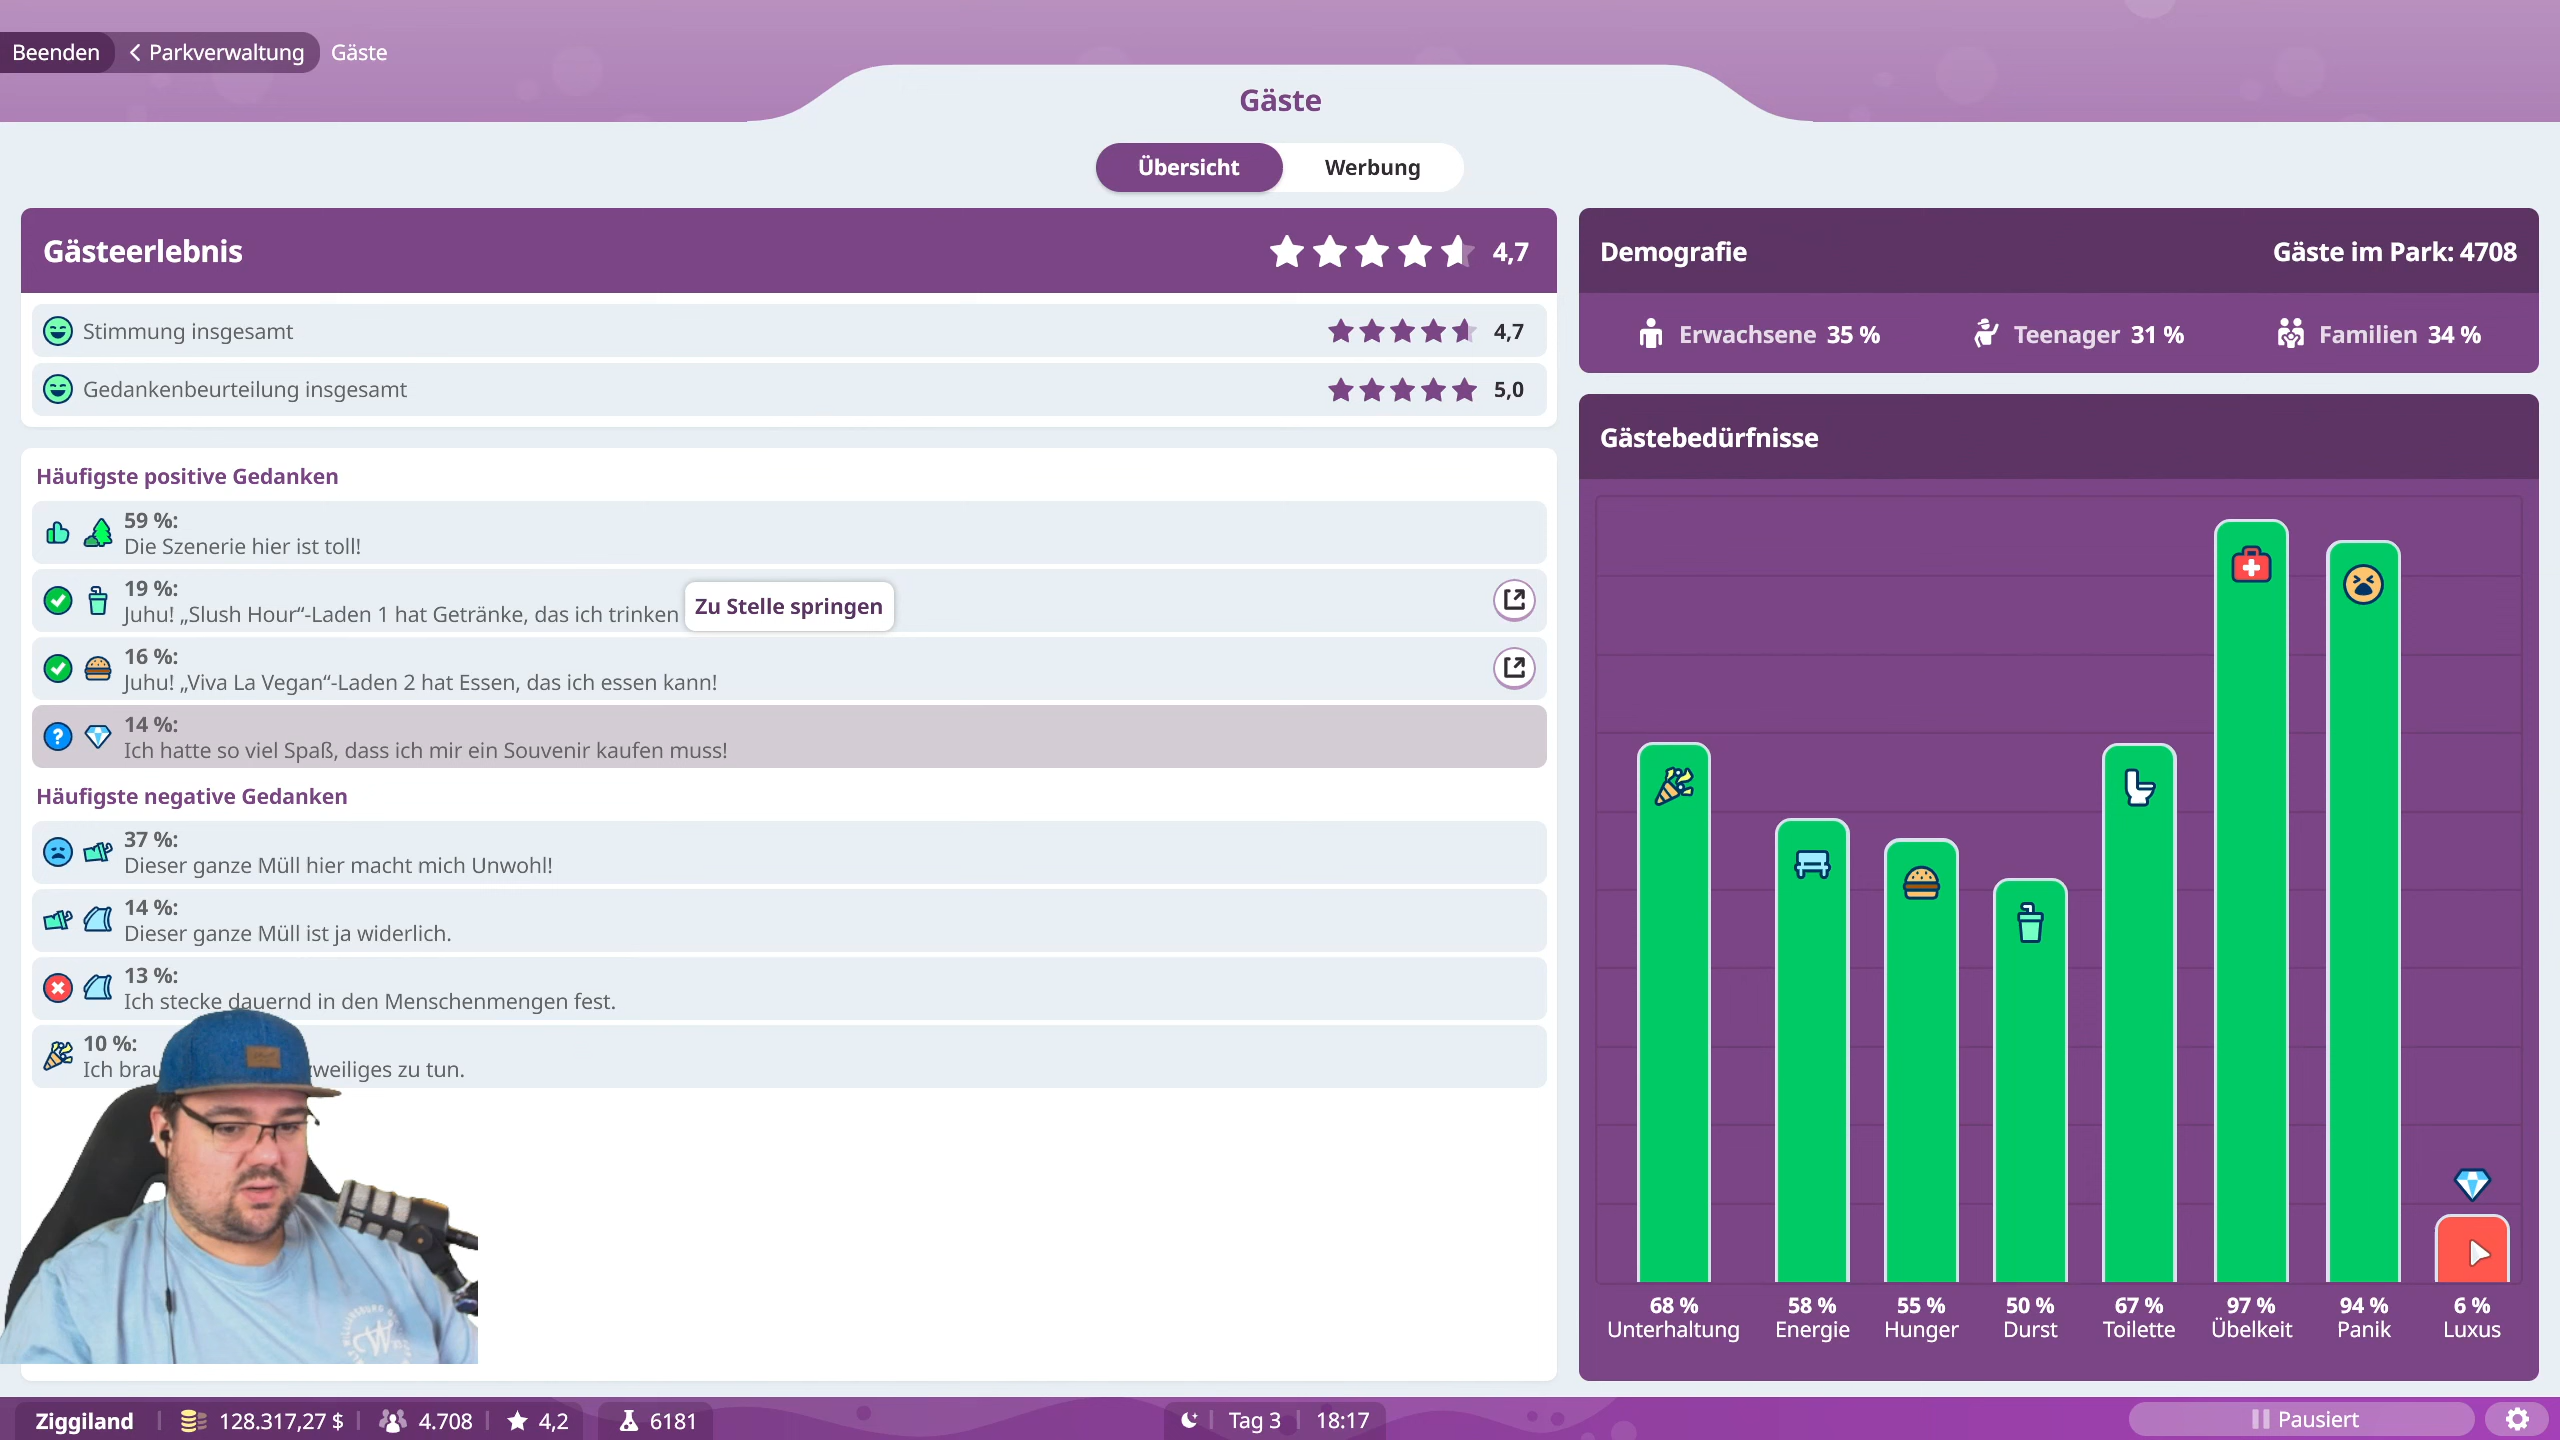 Beenden
Parkverwaltung
Gäste
Gäste
Übersicht
Werbung
Gästeerlebnis
4,7
Stimmung insgesamt
4,7
Gedankenbeurteilung insgesamt
5,0
Häufigste positive Gedanken
59 %:
Die Szenerie hier ist toll!
19 %:
Juhu! „Slush Hour“-Laden 1 hat Getränke, das ich trinken
Zu Stelle springen
16 %:
Juhu! „Viva La Vegan“-Laden 2 hat Essen, das ich essen kann!
14 %:
Ich hatte so viel Spaß, dass ich mir ein Souvenir kaufen muss!
Häufigste negative Gedanken
37 %:
Dieser ganze Müll hier macht mich Unwohl!
14 %:
Dieser ganze Müll ist ja widerlich.
13 %:
Ich stecke dauernd in den Menschenmengen fest.
10 %:
Ich zu tun.
Demografie
Gäste im Park: 4708
Erwachsene 35 %
Teenager 31 %
Familien 34 %
Gästebedürfnisse
68 % 58 % 55 % 50 % 67 % 97 % 94 % 6 %
Unterhaltung Energie Hunger Durst Toilette Übelkeit Panik Luxus
Ziggiland
128.317,27 $
4.708
4,2
6181
Tag 3
18:17
Pausiert